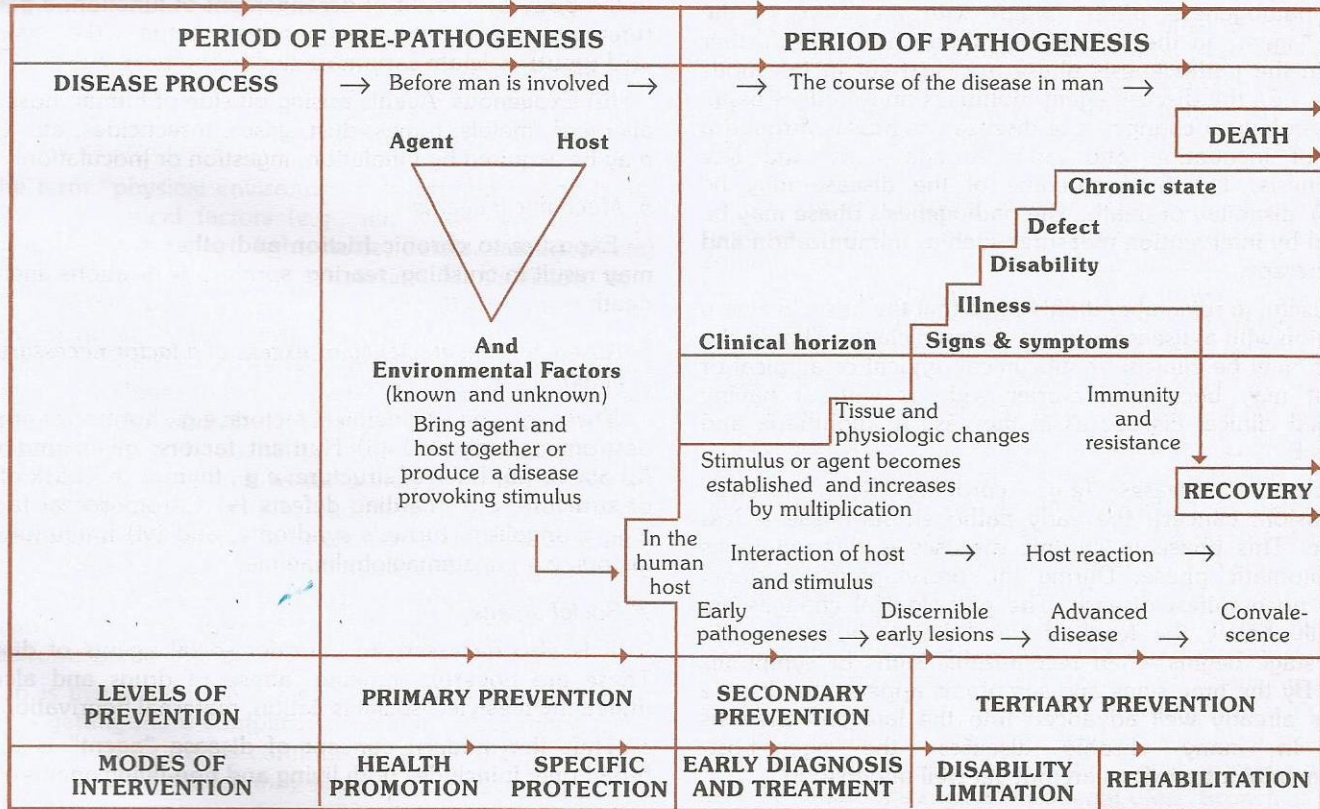 PERIOD OF PRE-PATHOGENESIS
PERIOD OF PATHOGENESIS
DISEASE PROCESS → Before man is involved →
→ The course of the disease in man →
Agent Host
And
Environmental Factors
(known and unknown)
Bring agent and
host together or
produce a disease
provoking stimulus
In the
human
host
DEATH
Chronic state
Defect
Disability
Illness
Clinical horizon
Signs & symptoms
Tissue and
physiologic changes
Immunity
and
resistance
Stimulus or agent becomes
established and increases
by multiplication
RECOVERY
Interaction of host → Host reaction →
and stimulus
Early Discernible Advanced Convale
pathogeneses → early lesions → disease → scence
LEVELS OF
PREVENTION
PRIMARY PREVENTION
SECONDARY
PREVENTION
TERTIARY PREVENTION
MODES OF
INTERVENTION
HEALTH
PROMOTION
SPECIFIC
PROTECTION
EARLY DIAGNOSIS
AND TREATMENT
DISABILITY
LIMITATION
REHABILITATION